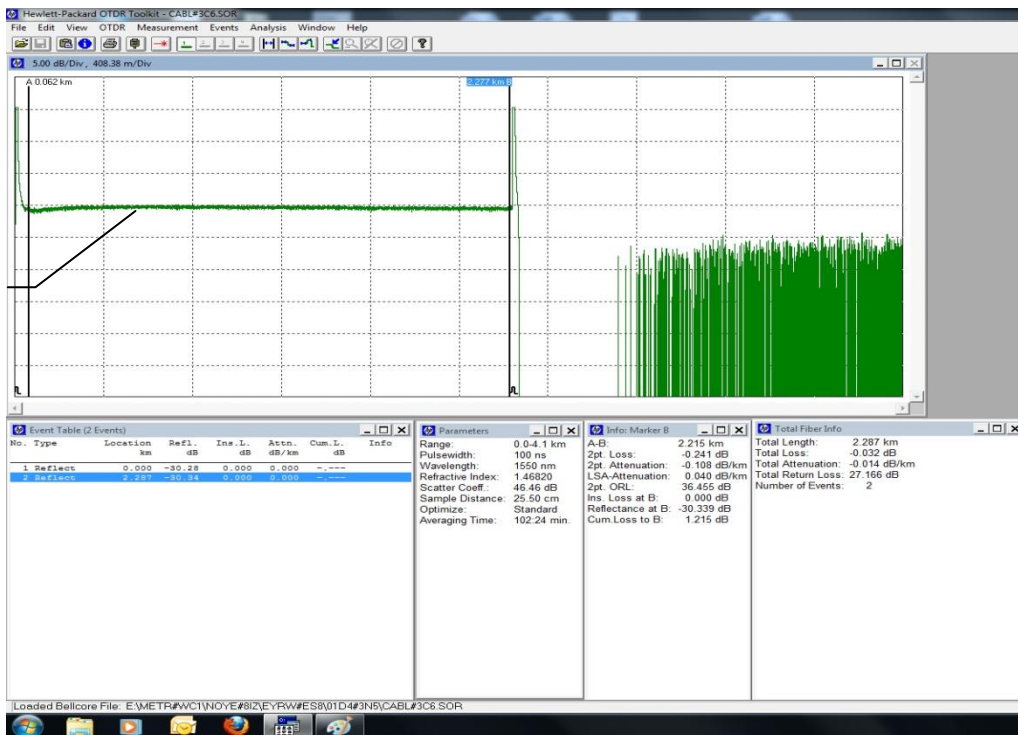 Hewlett-Packard OTDR Toolkit - CABL#3C6.SOR
File Edit View OTDR Measurement Events Analysis Window Help
5.00 dB/Div, 408.38 m/Div
A 0.062 km
2.277 km B
Event Table (2 Events)
No. Type Location Refl. Ins.L. Attn. Cum.L. Info
km dB dB dB/km dB
1 Reflect 0.000 -30.28 0.000 0.000 -.---
2 Reflect 2.287 -30.34 0.000 0.000 -.---
Parameters
Range: 0.0-4.1 km
Pulsewidth: 100 ns
Wavelength: 1550 nm
Refractive Index: 1.46820
Scatter Coeff.: 46.46 dB
Sample Distance: 25.50 cm
Optimize: Standard
Averaging Time: 102:24 min.
Info: Marker B
A-B: 2.215 km
2pt. Loss: -0.241 dB
2pt. Attenuation: -0.108 dB/km
LSA-Attenuation: 0.040 dB/km
2pt. ORL: 36.455 dB
Ins. Loss at B: 0.000 dB
Reflectance at B: -30.339 dB
Cum.Loss to B: 1.215 dB
Total Fiber Info
Total Length: 2.287 km
Total Loss: -0.032 dB
Total Attenuation: -0.014 dB/km
Total Return Loss: 27.166 dB
Number of Events: 2
Loaded Bellcore File: E:\METR#WC1\NOYE#8IZ\EYRW#ES8\01D4#3N5\CABL#3C6.SOR